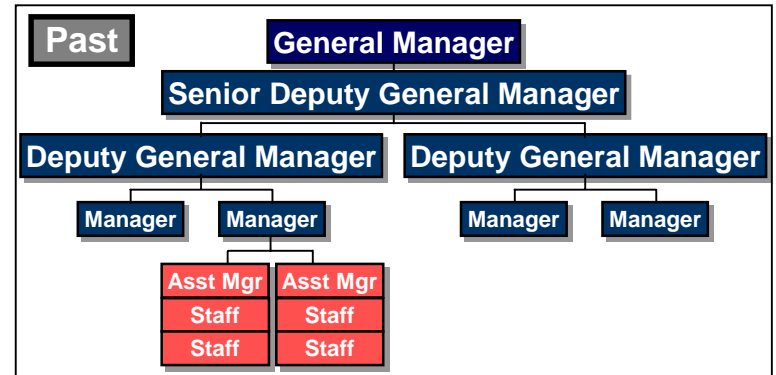 Past
General Manager
Senior Deputy General Manager
Deputy General Manager
Deputy General Manager
Manager
Manager
Manager
Manager
Asst Mgr
Asst Mgr
Staff
Staff
Staff
Staff